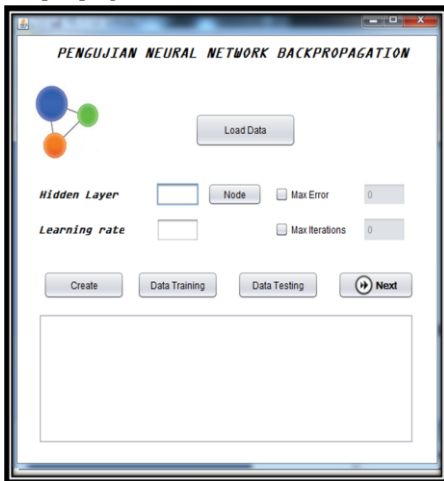 PENGUJIAN NEURAL NETWORK BACKPROPAGATION
Load Data
Hidden Layer Node Max Error 0
Learning rate Max Iterations 0
Create Data Training Data Testing Next